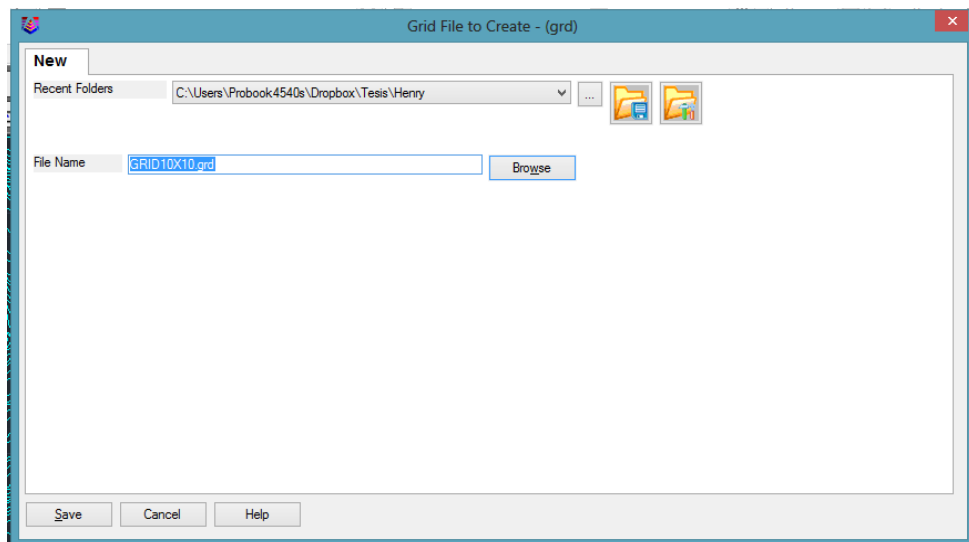 Grid File to Create - (grd)
New
Recent Folders C:\Users\Probook4540s\Dropbox\Tesis\Henry ...
File Name GRID10X10.grd Browse
Save Cancel Help